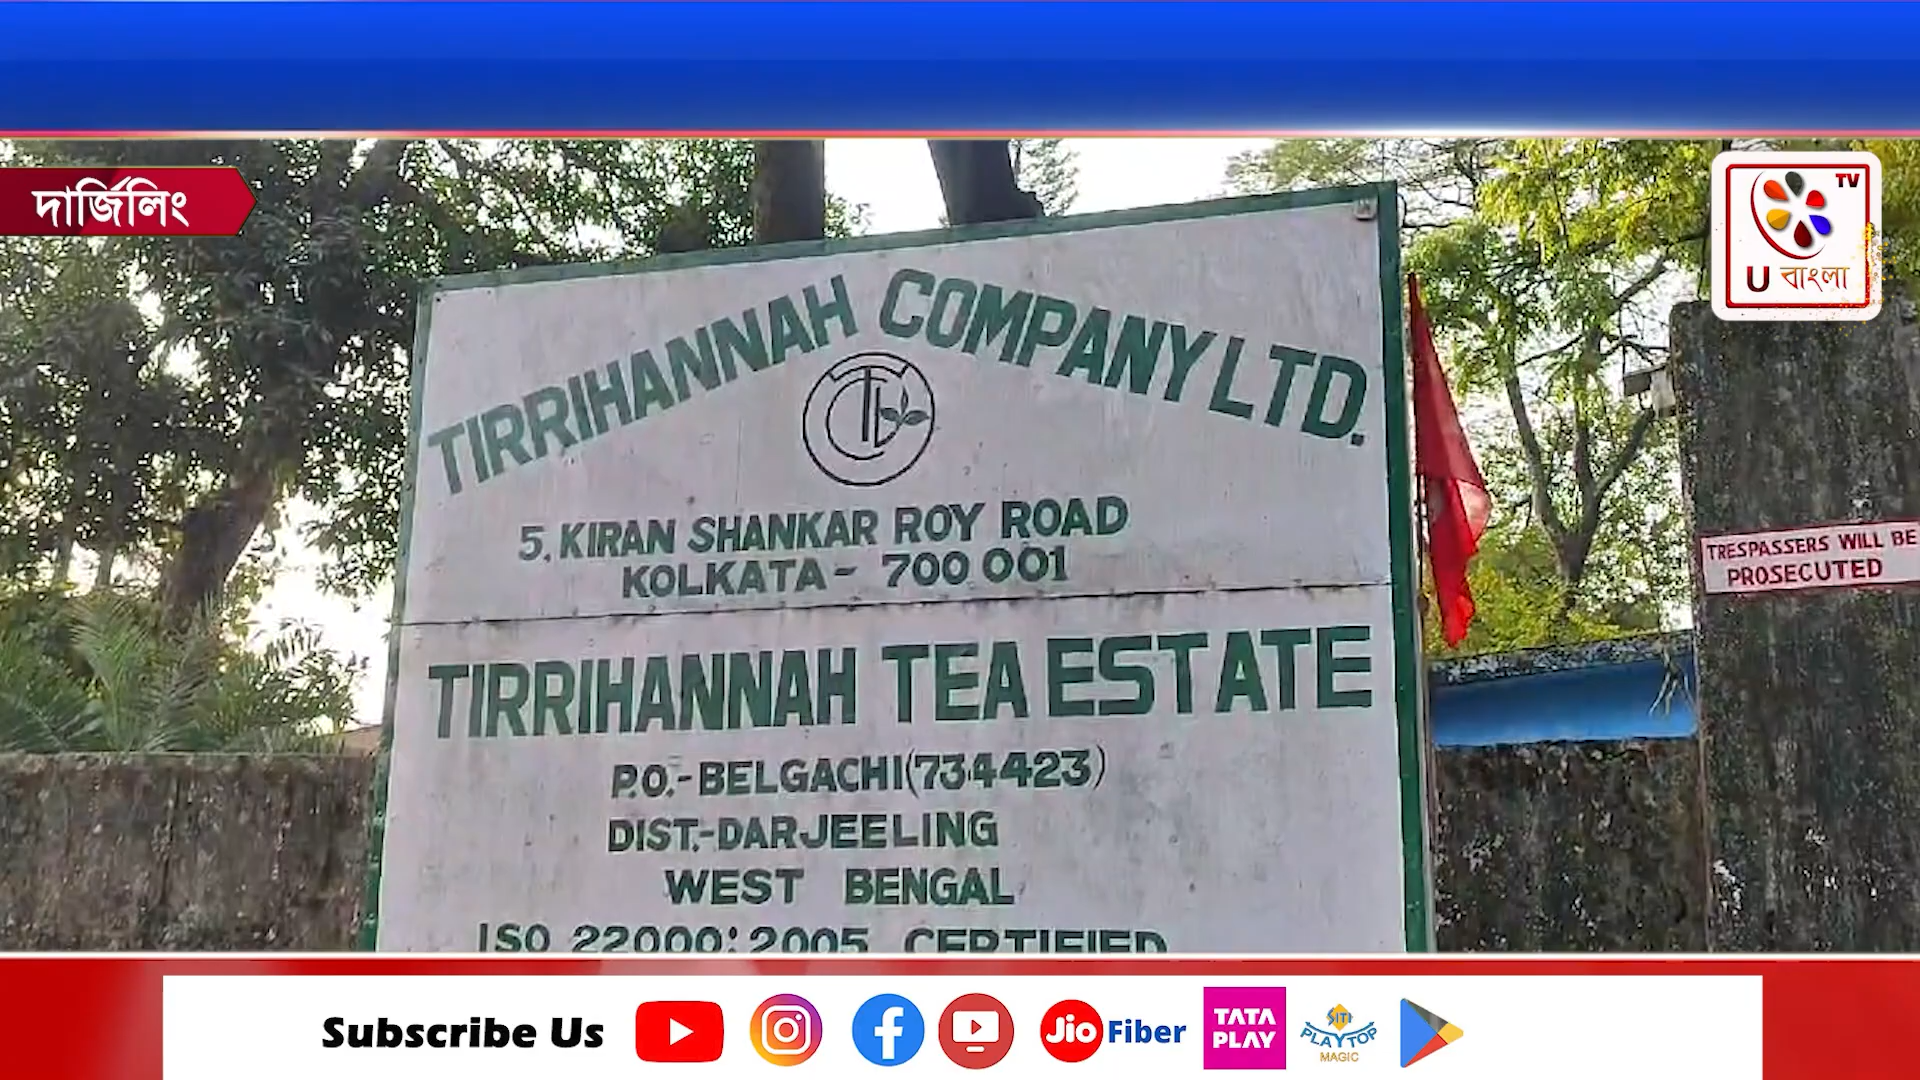 দার্জিলিং
TV
U বাংলা
TIRRIHANNAH COMPANY LTD.
5, KIRAN SHANKAR ROY ROAD
KOLKATA - 700 001
TIRRIHANNAH TEA ESTATE
P.O.-BELGACHI(734423)
DIST.-DARJEELING
WEST BENGAL
ISO 22000:2005 CERTIFIED
TRESPASSERS WILL BE
PROSECUTED
Subscribe Us
Jio Fiber
TATA
PLAY
SITI
PLAYTOP
MAGIC